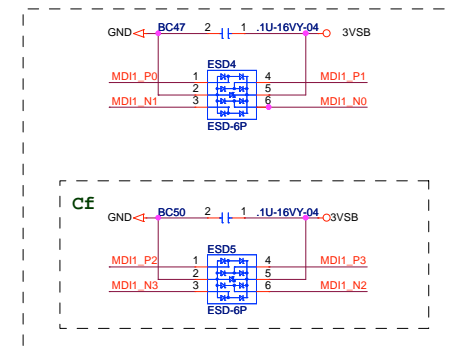 GND BC47 2 1 .1U-16VY-04 3VSB
ESD4
MDI1_P0 1 4 MDI1_P1
2 5
MDI1_N1 3 6 MDI1_N0
ESD-6P
Cf
GND BC50 2 1 .1U-16VY-04 3VSB
ESD5
MDI1_P2 1 4 MDI1_P3
2 5
MDI1_N3 3 6 MDI1_N2
ESD-6P